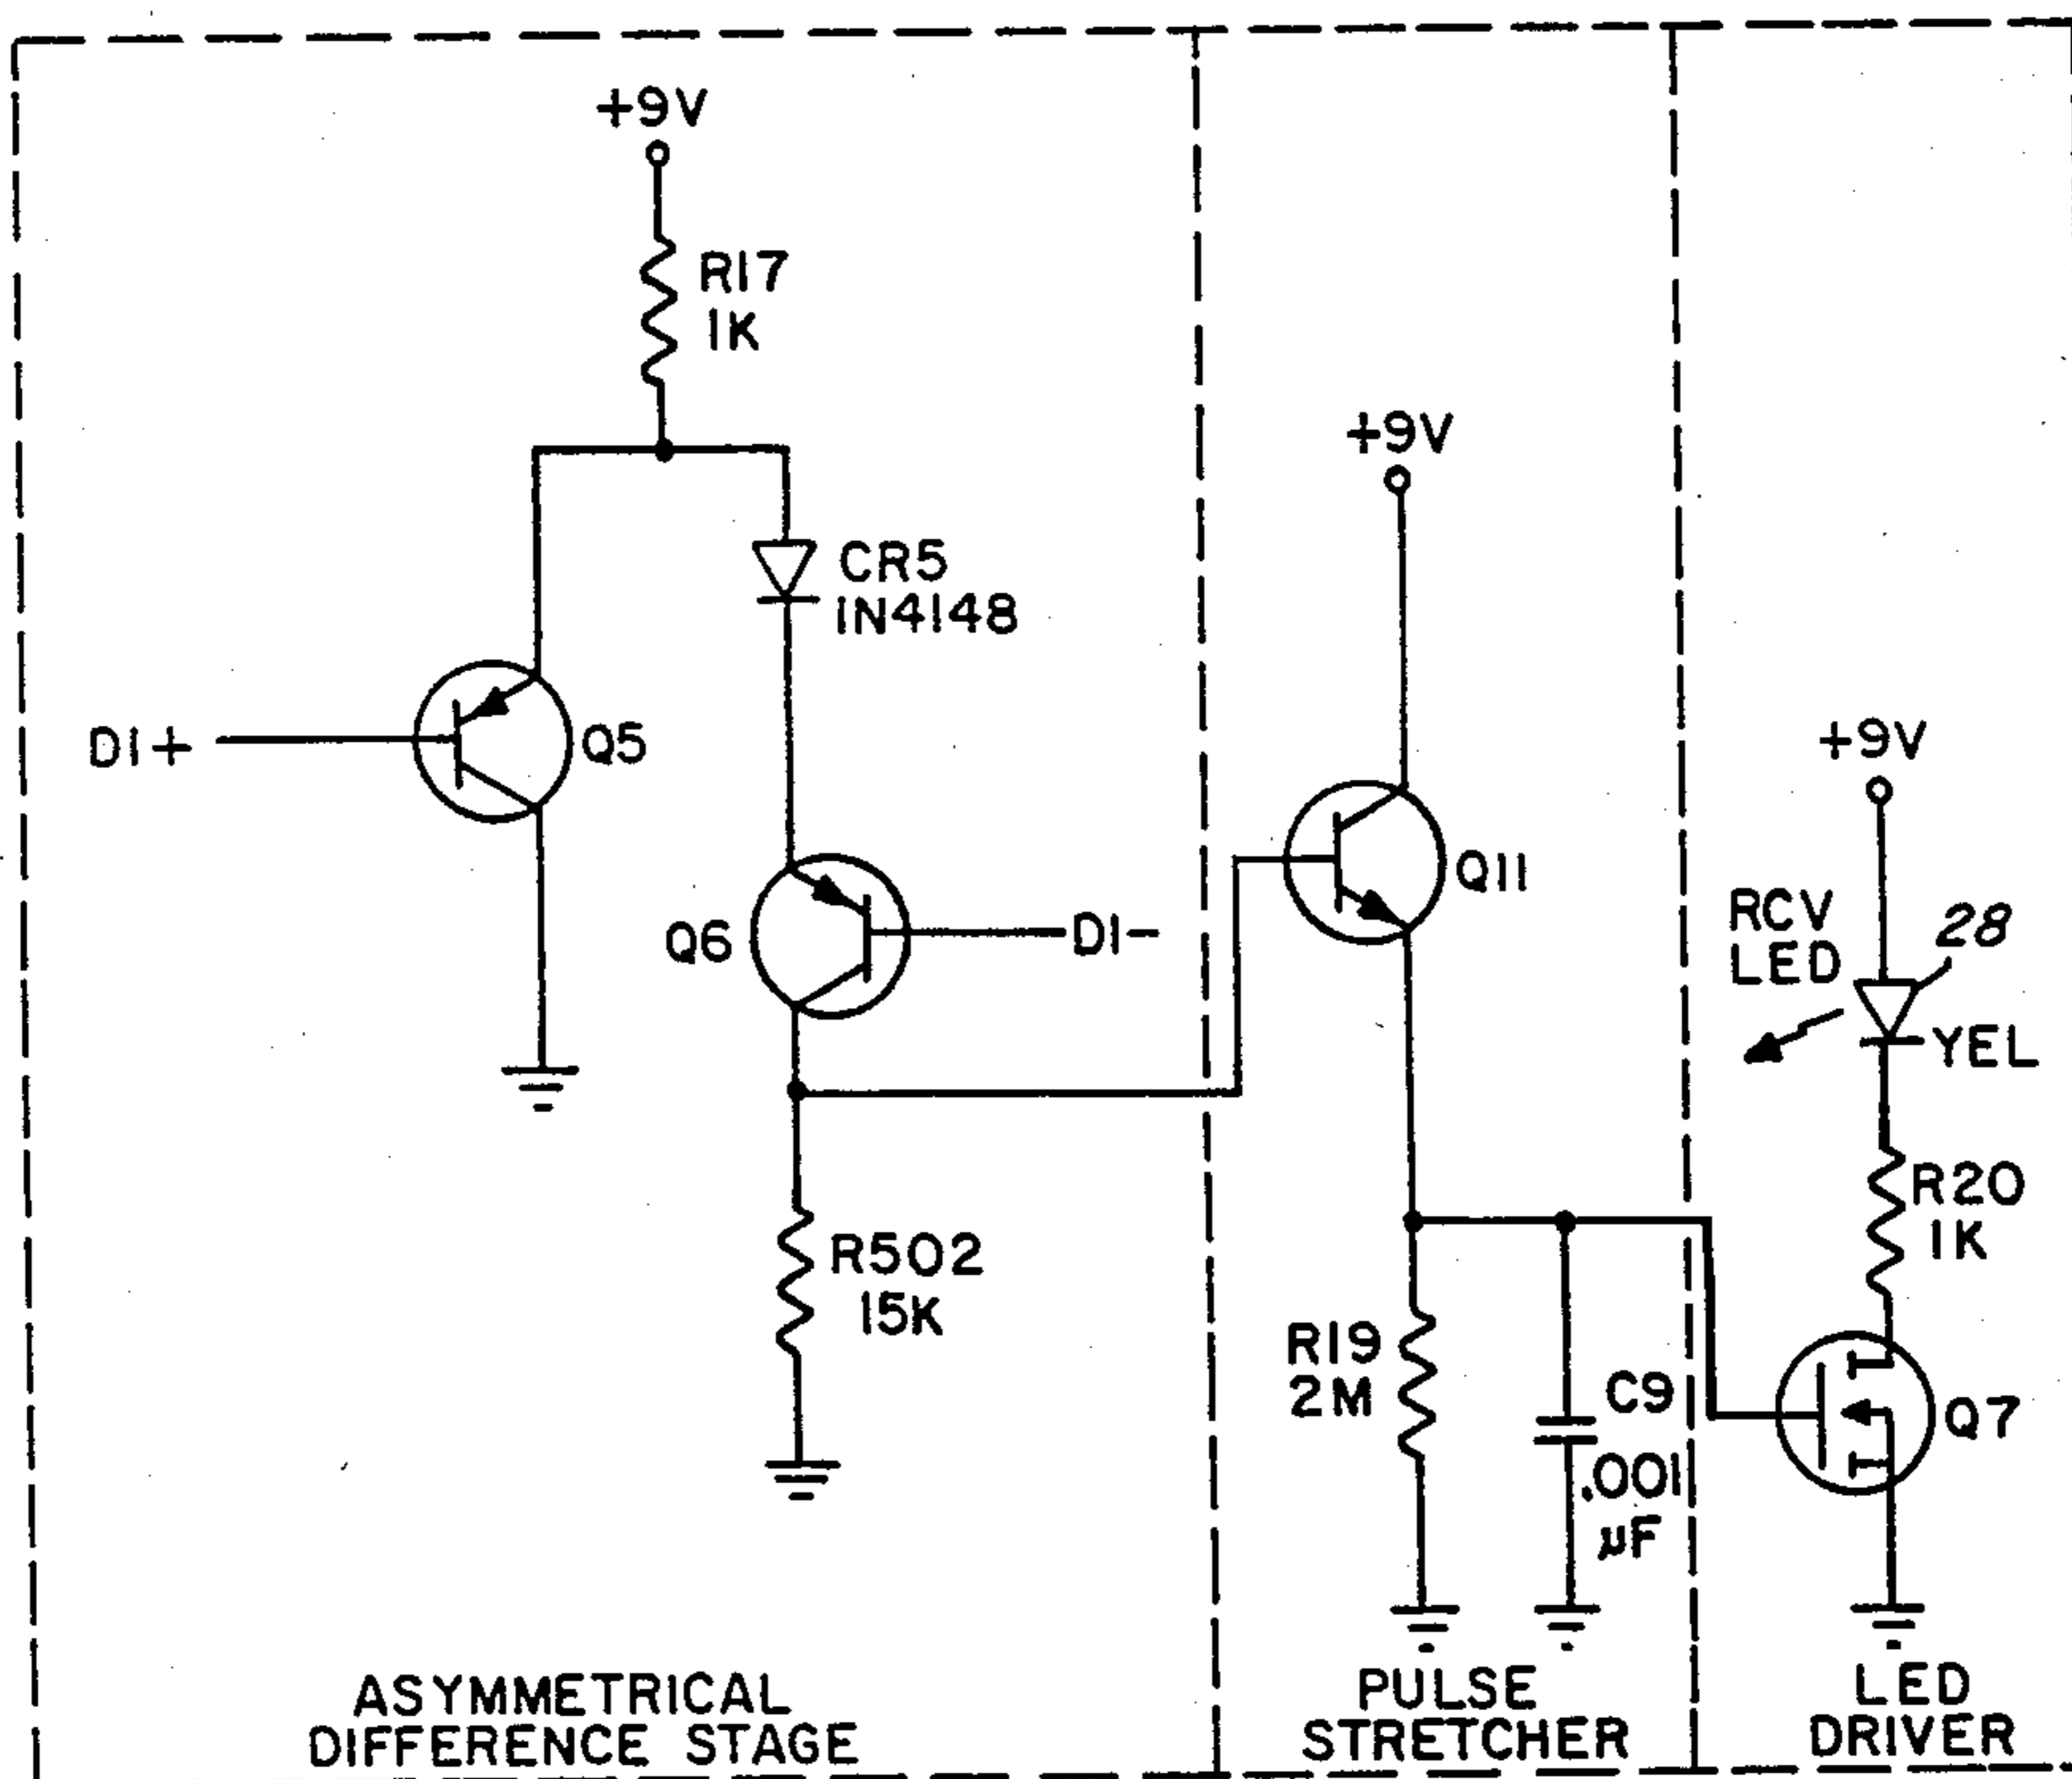 +9V
R17
1K
CR5
1N4148
D1+
Q5
Q6
D1-
R502
15K
ASYMMETRICAL
DIFFERENCE STAGE
+9V
Q11
R19
2M
C9
.001
µF
PULSE
STRETCHER
+9V
RCV
LED
28
YEL
R20
1K
Q7
LED
DRIVER